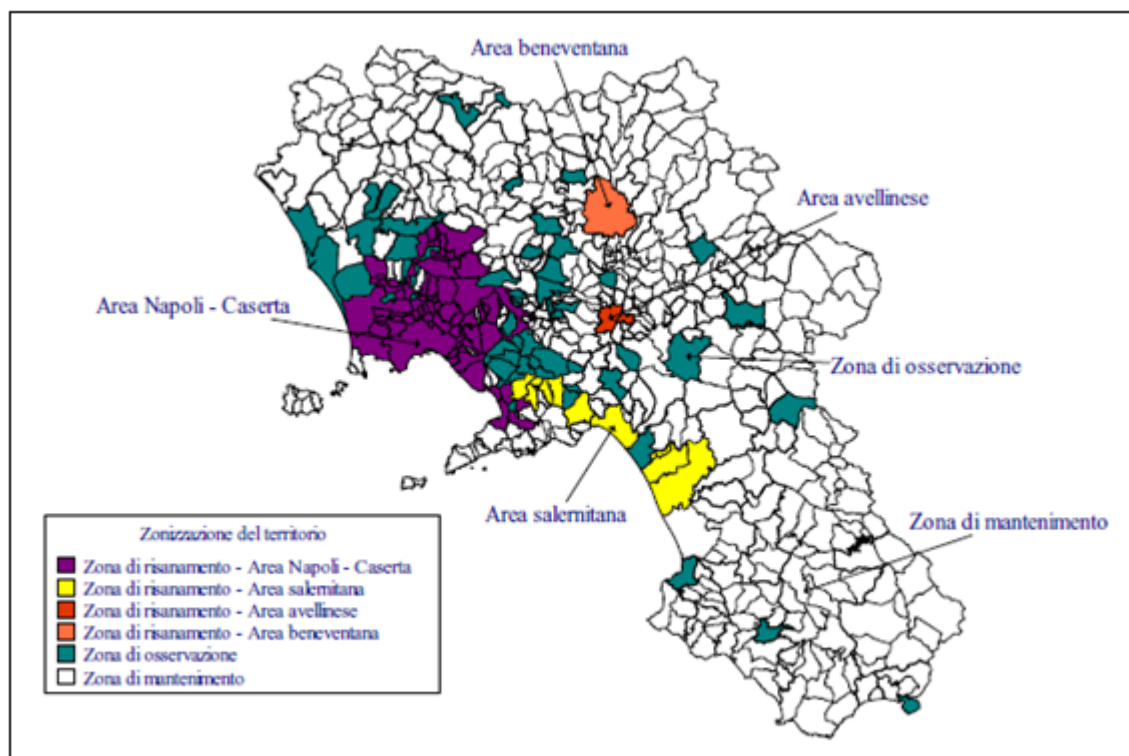 Area beneventana
Area avellinese
Area Napoli - Caserta
Zona di osservazione
Area salernitana
Zona di mantenimento
Zonizzazione del territorio
Zona di risanamento - Area Napoli - Caserta
Zona di risanamento - Area salernitana
Zona di risanamento - Area avellinese
Zona di risanamento - Area beneventana
Zona di osservazione
Zona di mantenimento